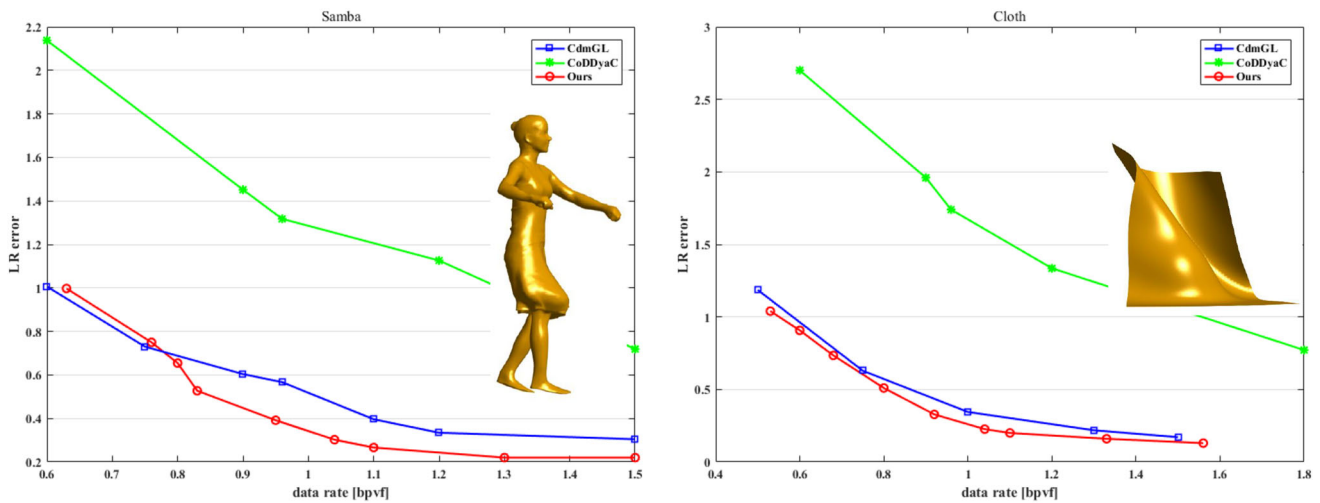 Samba
2.2
2
1.8
1.6
1.4
1.2
1
0.8
0.6
0.4
0.2
LR error
CdmGL
CoDDyaC
Ours
0.6 0.7 0.8 0.9 1 1.1 1.2 1.3 1.4 1.5
data rate [bpvf]
Cloth
3
2.5
2
1.5
1
0.5
0
LR error
CdmGL
CoDDyaC
Ours
0.4 0.6 0.8 1 1.2 1.4 1.6 1.8
data rate [bpvf]